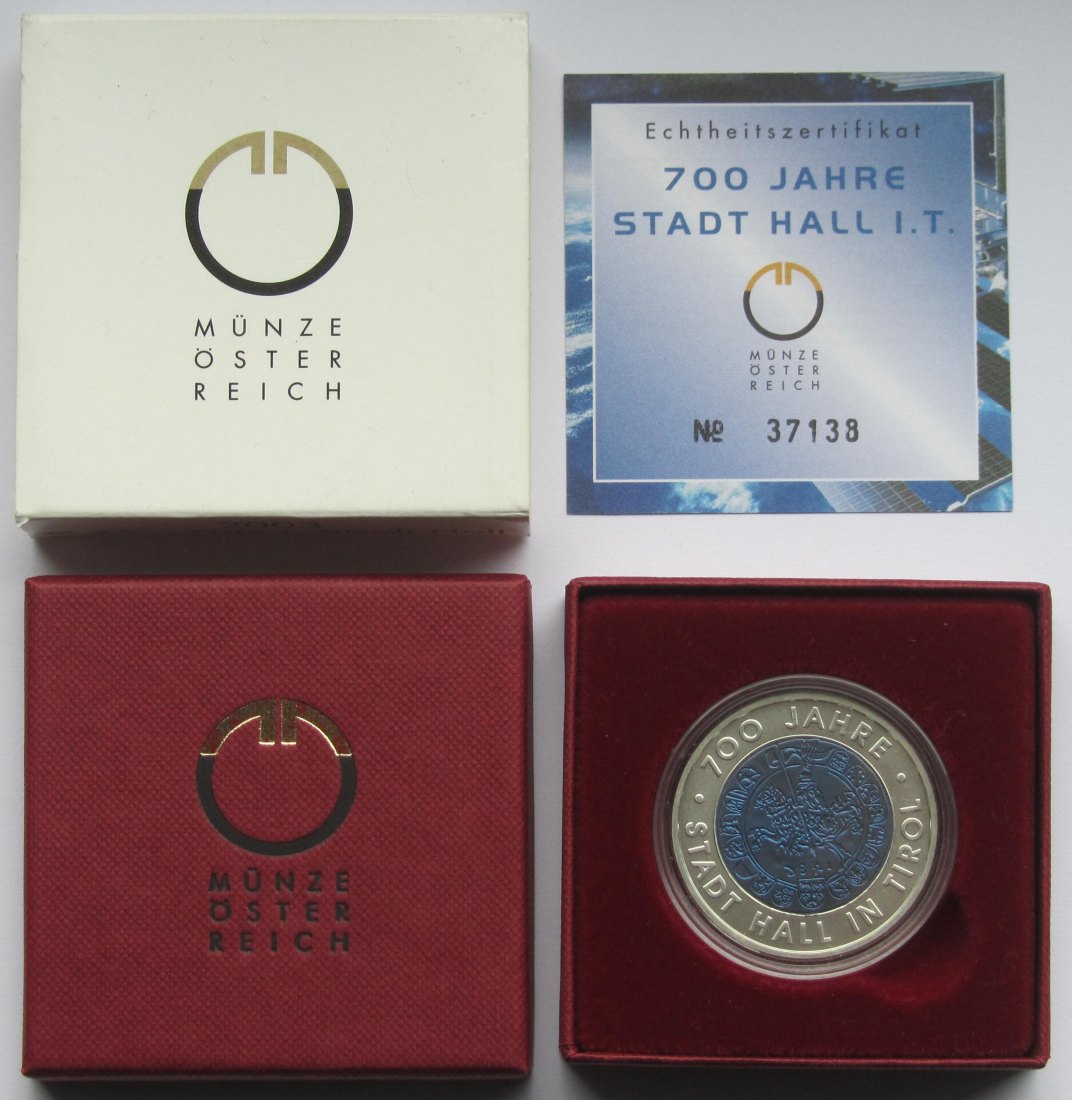 MÜNZE
ÖSTER
REICH
2003
Echtheitszertifikat
700 JAHRE
STADT HALL I.T.
MÜNZE
ÖSTER
REICH
№ 37138
MÜNZE
ÖSTER
REICH
· 700 JAHRE ·
STADT HALL IN TIROL